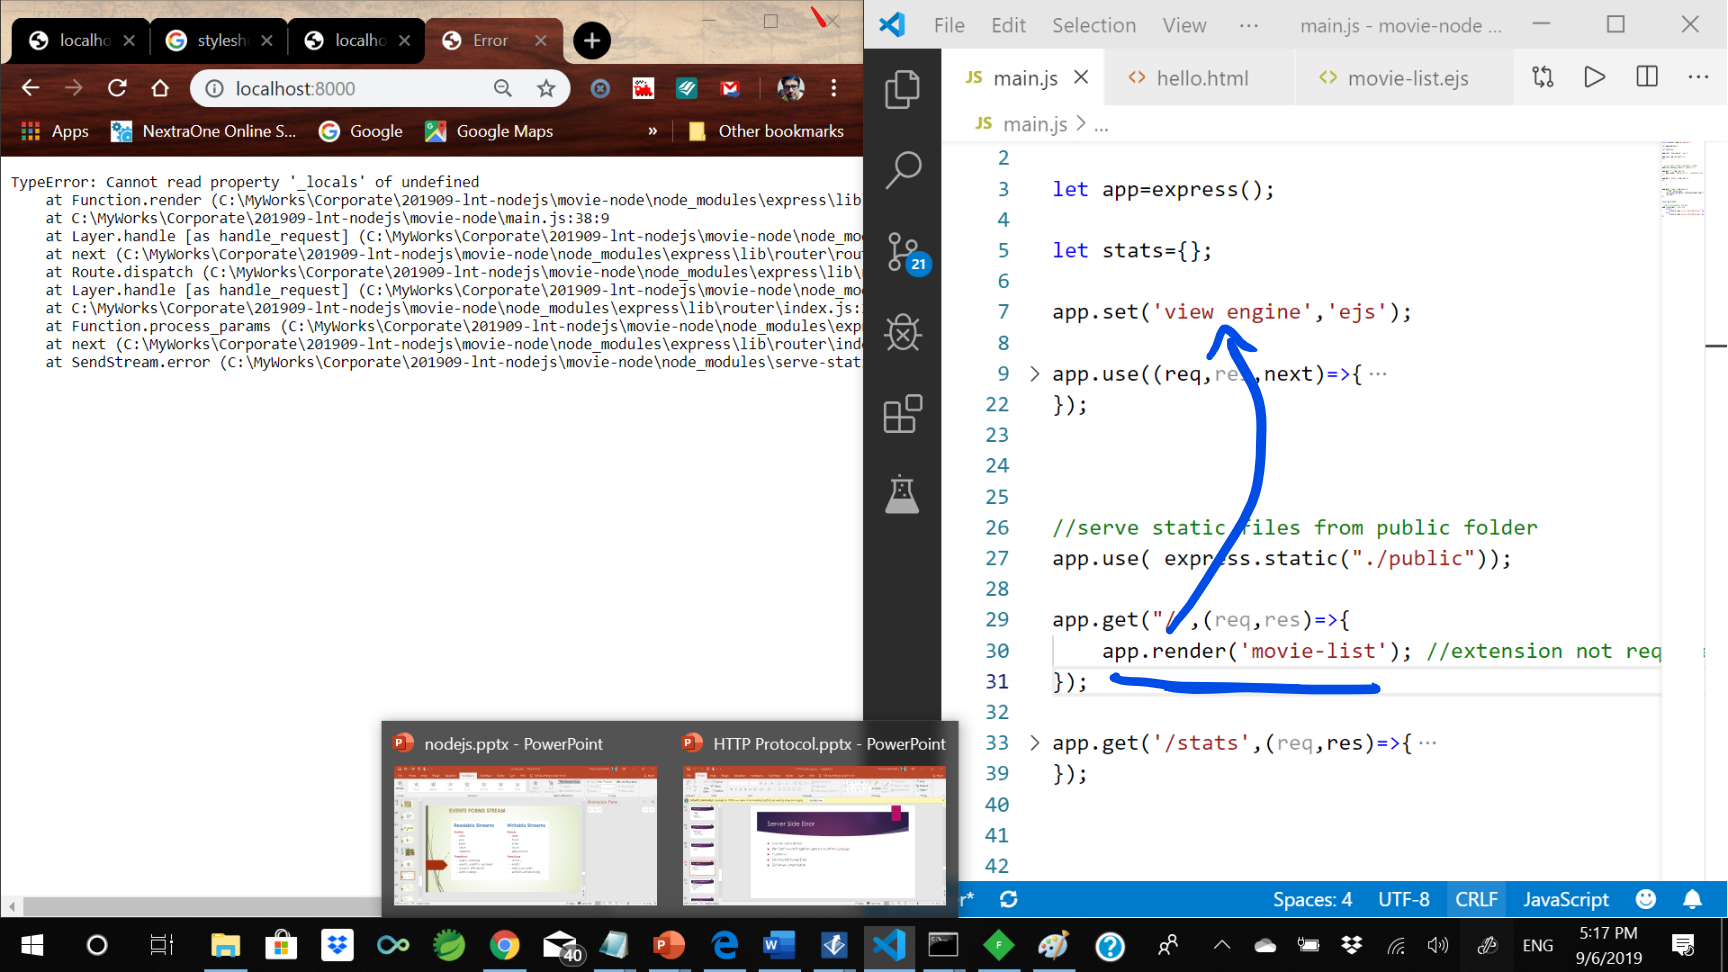 localho
stylesh
localho
Error
localhost:8000
Apps
NextraOne Online S...
Google
Google Maps
»
Other bookmarks
TypeError: Cannot read property '_locals' of undefined
at Function.render (C:\MyWorks\Corporate\201909-lnt-nodejs\movie-node\node_modules\express\lib
at C:\MyWorks\Corporate\201909-lnt-nodejs\movie-node\main.js:38:9
at Layer.handle [as handle_request] (C:\MyWorks\Corporate\201909-lnt-nodejs\movie-node\node_mo
at next (C:\MyWorks\Corporate\201909-lnt-nodejs\movie-node\node_modules\express\lib\router\rou
at Route.dispatch (C:\MyWorks\Corporate\201909-lnt-nodejs\movie-node\node_modules\express\lib\
at Layer.handle [as handle_request] (C:\MyWorks\Corporate\201909-lnt-nodejs\movie-node\node_mo
at C:\MyWorks\Corporate\201909-lnt-nodejs\movie-node\node_modules\express\lib\router\index.js:
at Function.process_params (C:\MyWorks\Corporate\201909-lnt-nodejs\movie-node\node_modules\exp
at next (C:\MyWorks\Corporate\201909-lnt-nodejs\movie-node\node_modules\express\lib\router\ind
at SendStream.error (C:\MyWorks\Corporate\201909-lnt-nodejs\movie-node\node_modules\serve-stat
File Edit Selection View ··· main.js - movie-node ...
JS main.js
<> hello.html
<> movie-list.ejs
JS main.js > ...
21
2
3 let app=express();
4
5 let stats={};
6
7 app.set('view engine','ejs');
8
9 app.use((req,res,next)=>{ ···
22 });
23
24
25
26 //serve static files from public folder
27 app.use( express.static("./public"));
28
29 app.get("/",(req,res)=>{
30 app.render('movie-list'); //extension not req
31 });
32
33 app.get('/stats',(req,res)=>{ ···
39 });
40
41
42
nodejs.pptx - PowerPoint
EVENTS FORMS STREAM
Readable Streams Writable Streams
HTTP Protocol.pptx - PowerPoint
Server Side Error
r*
Spaces: 4
UTF-8
CRLF
JavaScript
40
ENG
5:17 PM
9/6/2019